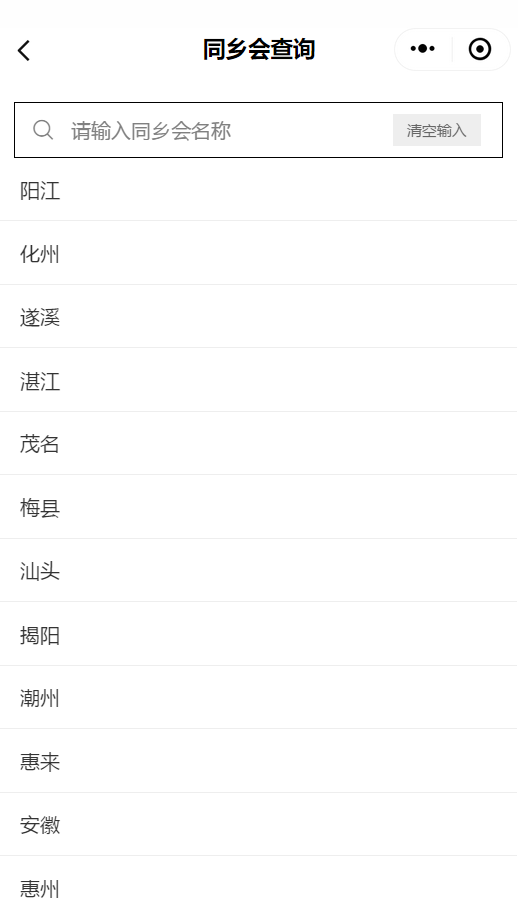 同乡会查询
请输入同乡会名称 清空输入
阳江
化州
遂溪
湛江
茂名
梅县
汕头
揭阳
潮州
惠来
安徽
惠州